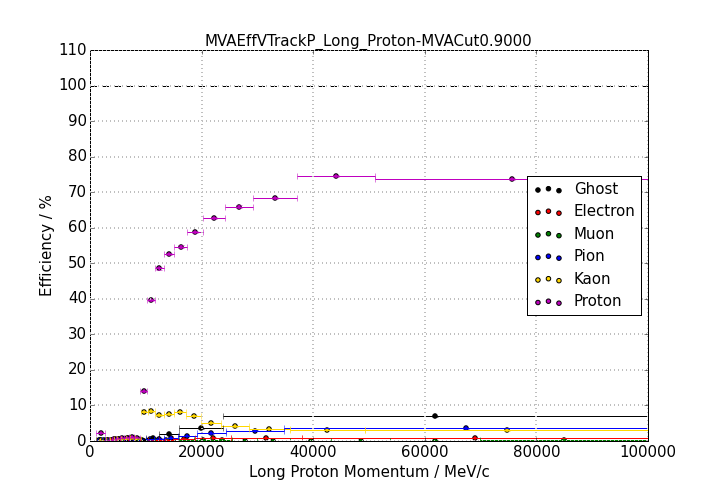 MVAEffVTrackP_Long_Proton-MVACut0.9000
110
100
90
80
70
60
50
40
30
20
10
0
Efficiency / %
Ghost
Electron
Muon
Pion
Kaon
Proton
0 20000 40000 60000 80000 100000
Long Proton Momentum / MeV/c